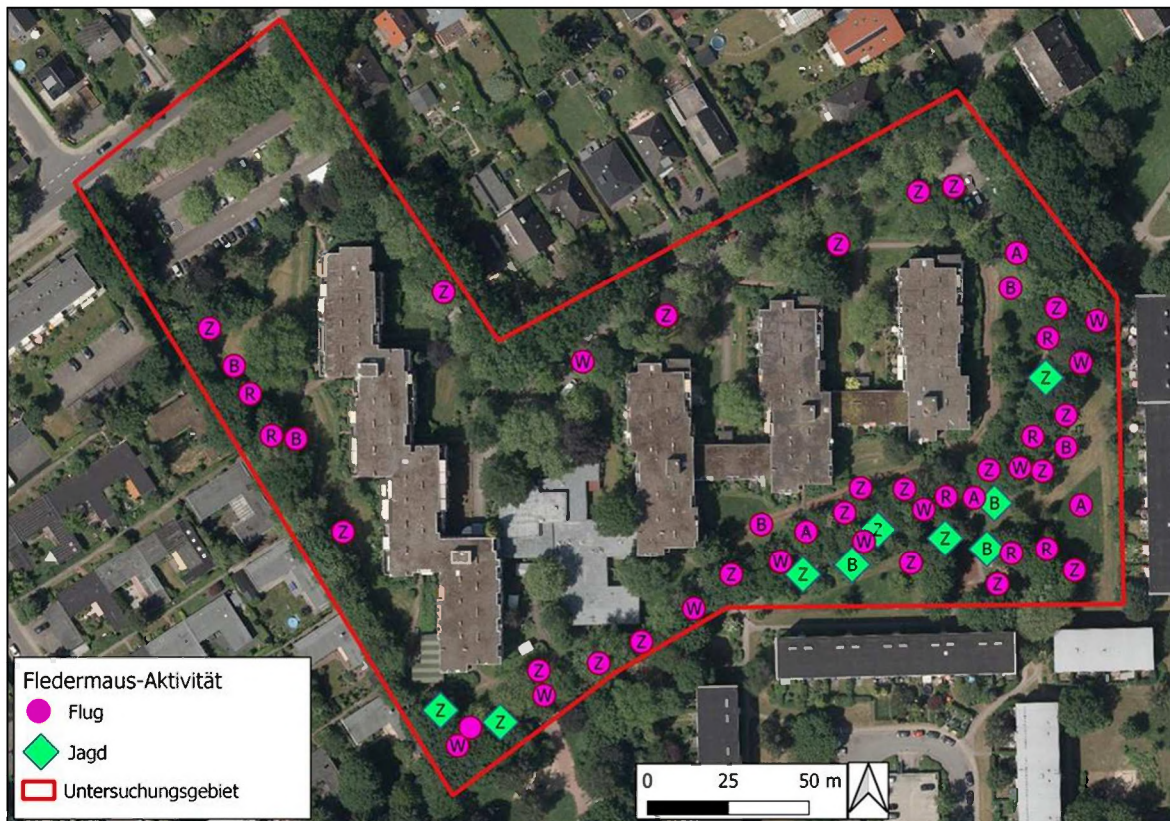 Z Z
Z
A
Z B
Z
Z W
Z R
B W W
Z
R
Z
R B R B
Z W Z
Z Z R A B A
Z W
Z B A Z
W Z B R Z
W B Z Z
Z Z Z
W
Z
Z Z
W
Z Z
W
Fledermaus-Aktivität
Flug
Jagd
Untersuchungsgebiet
0 25 50 m